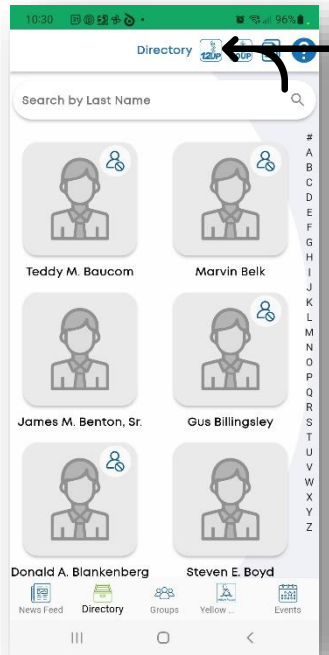 10:30 96%
Directory 12UP
Search by Last Name
#
A
B
C
D
E
F
G
H
I
J
K
L
M
N
O
P
Q
R
S
T
U
V
W
X
Y
Z
Teddy M. Baucom Marvin Belk
James M. Benton, Sr. Gus Billingsley
Donald A. Blankenberg Steven E. Boyd
News Feed Directory Groups Yellow ... Events